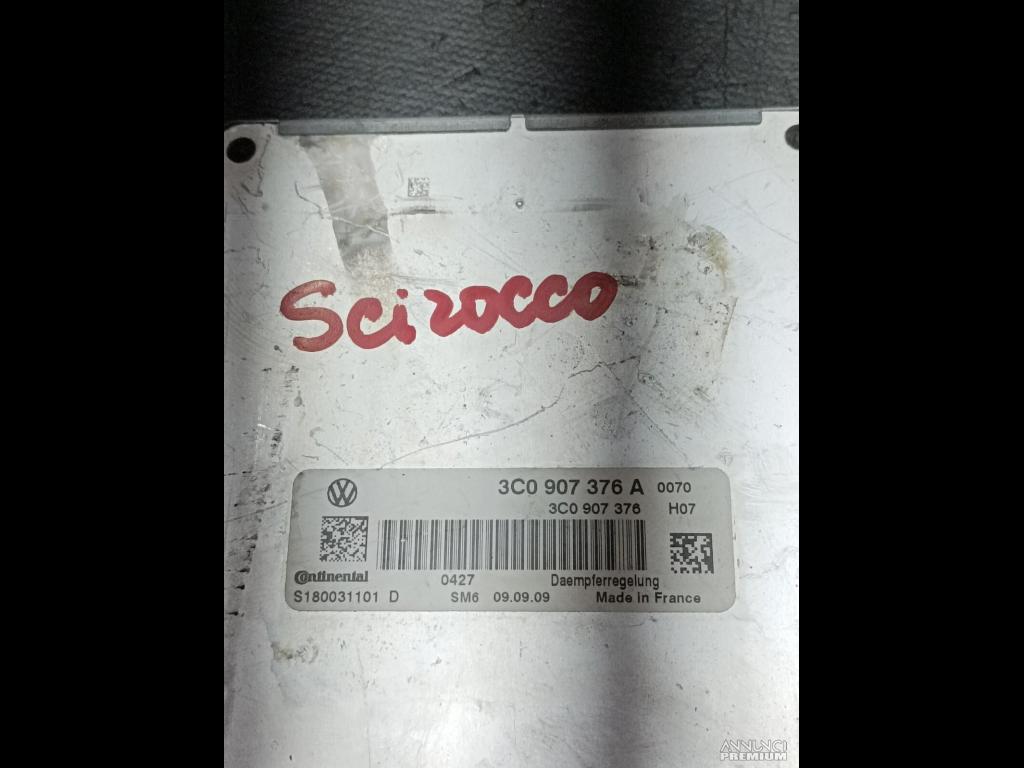 Scirocco
3C0 907 376 A 0070
3C0 907 376 H07
Continental 0427 Daempferregelung
S180031101 D SM6 09.09.09 Made in France
ANNUNCI
PREMIUM